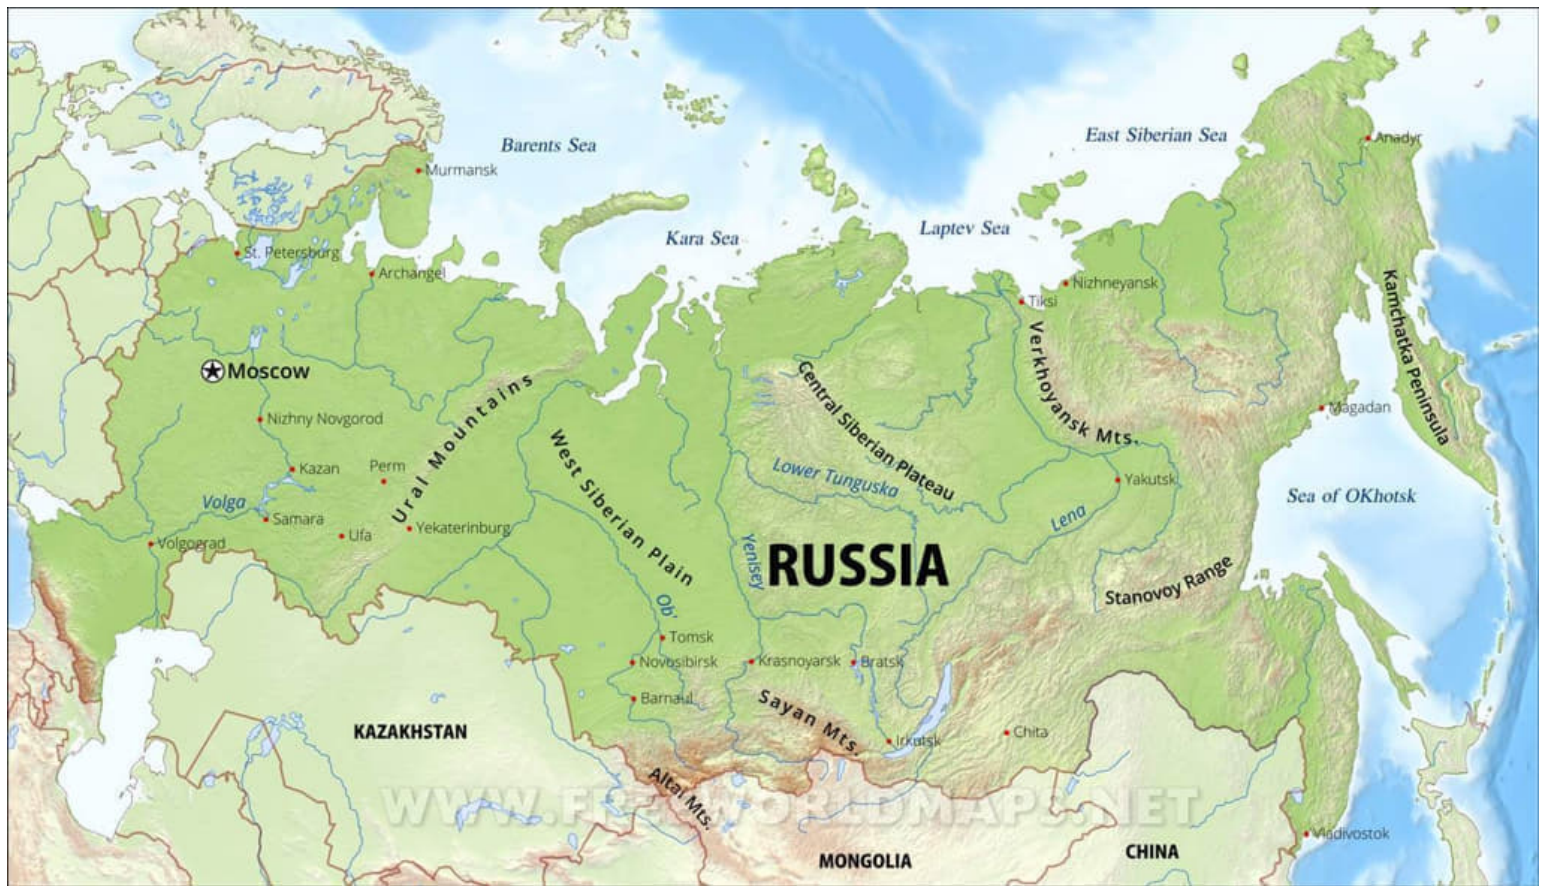 East Siberian Sea
Anadyr
Barents Sea
Murmansk
Laptev Sea
Kara Sea
St. Petersburg
Archangel
Nizhneyansk
Tiksi
Kamchatka Peninsula
Verkhoyansk Mts.
Moscow
Central Siberian Plateau
Ural Mountains
Magadan
Nizhny Novgorod
West Siberian Plain
Kazan
Perm
Lower Tunguska
Yakutsk
Sea of OKhotsk
Volga
Samara
Lena
Yekaterinburg
Ufa
Volgograd
Yenisey
RUSSIA
Stanovoy Range
Ob'
Tomsk
Novosibirsk
Krasnoyarsk
Bratsk
Barnaul
Sayan Mts.
KAZAKHSTAN
Irkutsk
Chita
Altai Mts.
WWW.FREEWORLDMAPS.NET
Vladivostok
MONGOLIA
CHINA